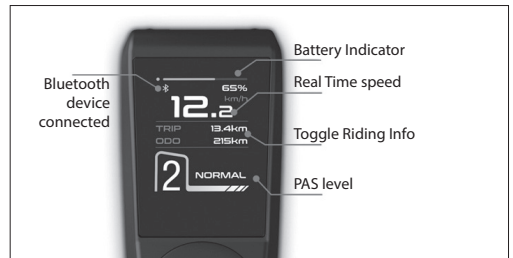 Battery Indicator
65%
Bluetooth
device
connected
km/h
12.2
Real Time speed
TRIP 13.4km
ODO 215km
Toggle Riding Info
2 NORMAL
PAS level